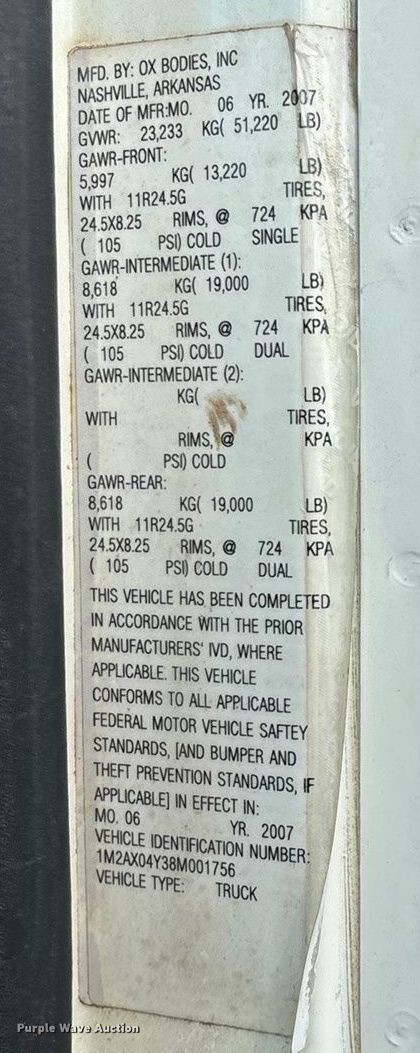 MFD. BY: OX BODIES, INC
NASHVILLE, ARKANSAS
DATE OF MFR:MO. 06 YR. 2007
GVWR: 23,233 KG( 51,220 LB)
GAWR-FRONT:
5,997 KG( 13,220 LB)
WITH 11R24.5G TIRES,
24.5X8.25 RIMS, @ 724 KPA
( 105 PSI) COLD SINGLE
GAWR-INTERMEDIATE (1):
8,618 KG( 19,000 LB)
WITH 11R24.5G TIRES,
24.5X8.25 RIMS, @ 724 KPA
( 105 PSI) COLD DUAL
GAWR-INTERMEDIATE (2):
KG( LB)
WITH TIRES,
RIMS, @ KPA
( PSI) COLD
GAWR-REAR:
8,618 KG( 19,000 LB)
WITH 11R24.5G TIRES,
24.5X8.25 RIMS, @ 724 KPA
( 105 PSI) COLD DUAL
THIS VEHICLE HAS BEEN COMPLETED
IN ACCORDANCE WITH THE PRIOR
MANUFACTURERS' IVD, WHERE
APPLICABLE. THIS VEHICLE
CONFORMS TO ALL APPLICABLE
FEDERAL MOTOR VEHICLE SAFTEY
STANDARDS, [AND BUMPER AND
THEFT PREVENTION STANDARDS, IF
APPLICABLE] IN EFFECT IN:
MO. 06 YR. 2007
VEHICLE IDENTIFICATION NUMBER:
1M2AX04Y38M001756
VEHICLE TYPE: TRUCK
Purple Wave Auction